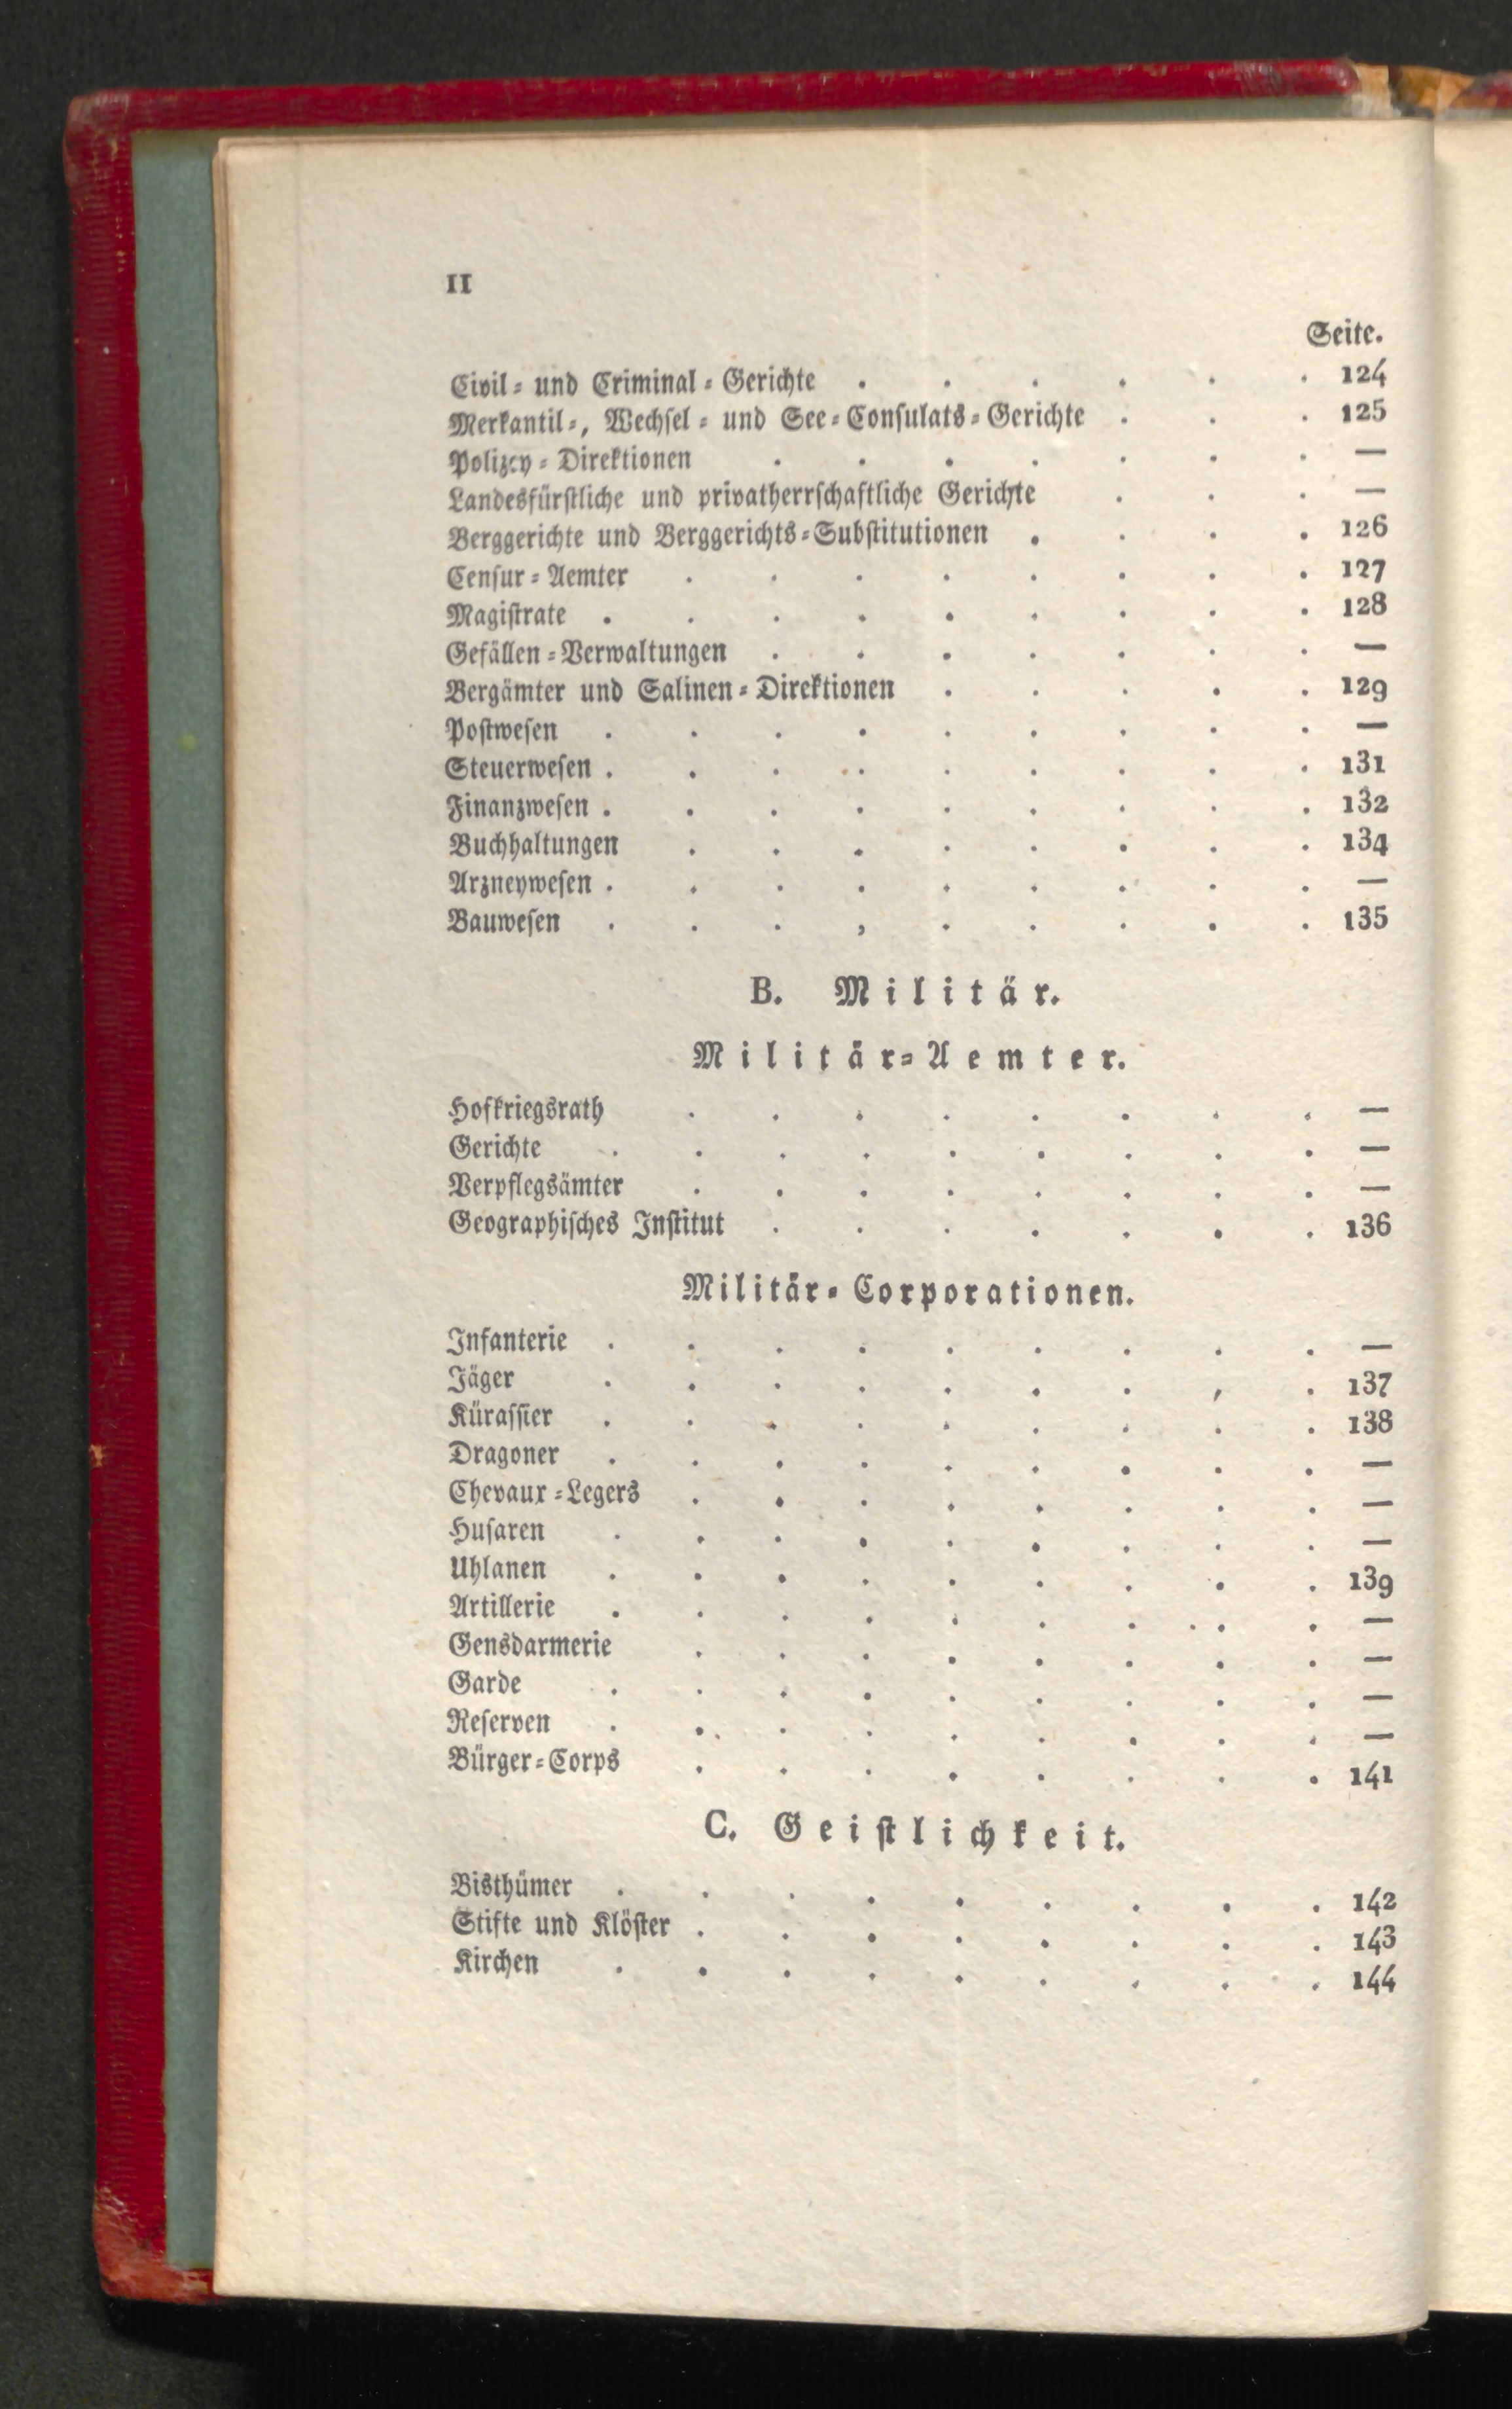 II
Seite.
Civil- und Criminal-Gerichte . . . . . . 124
Merkantil-, Wechsel- und See-Consulats-Gerichte . . . 125
Polizey-Direktionen . . . . . . . —
Landesfürstliche und privatherrschaftliche Gerichte . . . —
Berggerichte und Berggerichts-Substitutionen . . . . 126
Censur-Aemter . . . . . . . . 127
Magistrate . . . . . . . . . 128
Gefällen-Verwaltungen . . . . . . . —
Bergämter und Salinen-Direktionen . . . . . 129
Postwesen . . . . . . . . . —
Steuerwesen . . . . . . . . . 131
Finanzwesen . . . . . . . . . 132
Buchhaltungen . . . . . . . . 134
Arzneywesen . . . . . . . . . —
Bauwesen . . . , . . . . . 135
B. Militär.
Militär-Aemter.
Hofkriegsrath . . . . . . . . —
Gerichte . . . . . . . . . —
Verpflegsämter . . . . . . . . —
Geographisches Institut . . . . . . . 136
Militär-Corporationen.
Infanterie . . . . . . . . . —
Jäger . . . . . . . , . 137
Kürassier . . . . . . . . . 138
Dragoner . . . . . . . . . —
Chevaux-Legers . . . . . . . . —
Husaren . . . . . . . . . —
Uhlanen . . . . . . . . . 139
Artillerie . . . . . . . . . —
Gensdarmerie . . . . . . . . —
Garde . . . . . . . . . —
Reserven . . . . . . . . . —
Bürger-Corps . . . . . . . . 141
C. Geistlichkeit.
Bisthümer . . . . . . . . . 142
Stifte und Klöster . . . . . . . . 143
Kirchen . . . . . . . . . 144